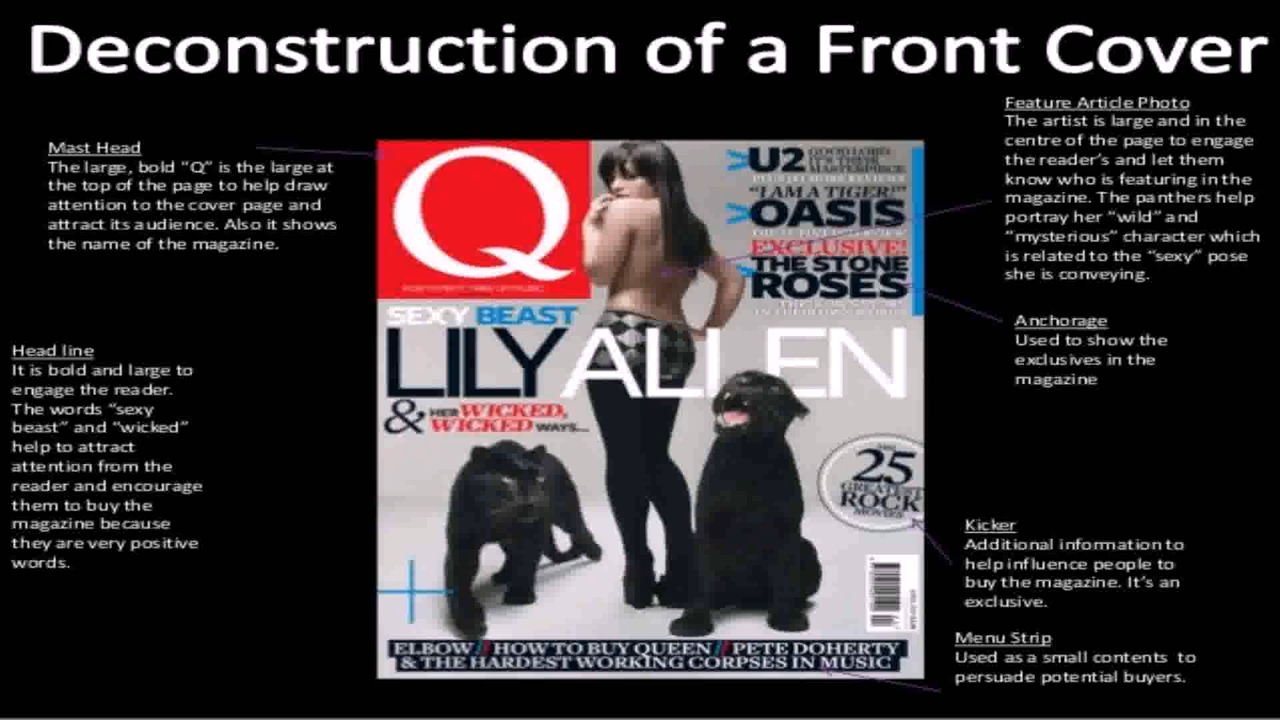 Deconstruction of a Front Cover
Mast Head
The large, bold “Q” is the large at
the top of the page to help draw
attention to the cover page and
attract its audience. Also it shows
the name of the magazine.
Head line
It is bold and large to
engage the reader.
The words “sexy
beast” and “wicked”
help to attract
attention from the
reader and encourage
them to buy the
magazine because
they are very positive
words.
Q
SEXY BEAST
LILY ALLEN
& HER WICKED,
WICKED WAYS...
U2 GOOD LORD
IT'S THEIR
MASTERPIECE
“I AM A TIGER!”
OASIS
EXCLUSIVE!
THE STONE
ROSES
25
GREATEST
ROCK
MOVIES
ELBOW // HOW TO BUY QUEEN // PETE DOHERTY
& THE HARDEST WORKING CORPSES IN MUSIC
Feature Article Photo
The artist is large and in the
centre of the page to engage
the reader’s and let them
know who is featuring in the
magazine. The panthers help
portray her “wild” and
“mysterious” character which
is related to the “sexy” pose
she is conveying.
Anchorage
Used to show the
exclusives in the
magazine
Kicker
Additional information to
help influence people to
buy the magazine. It’s an
exclusive.
Menu Strip
Used as a small contents to
persuade potential buyers.